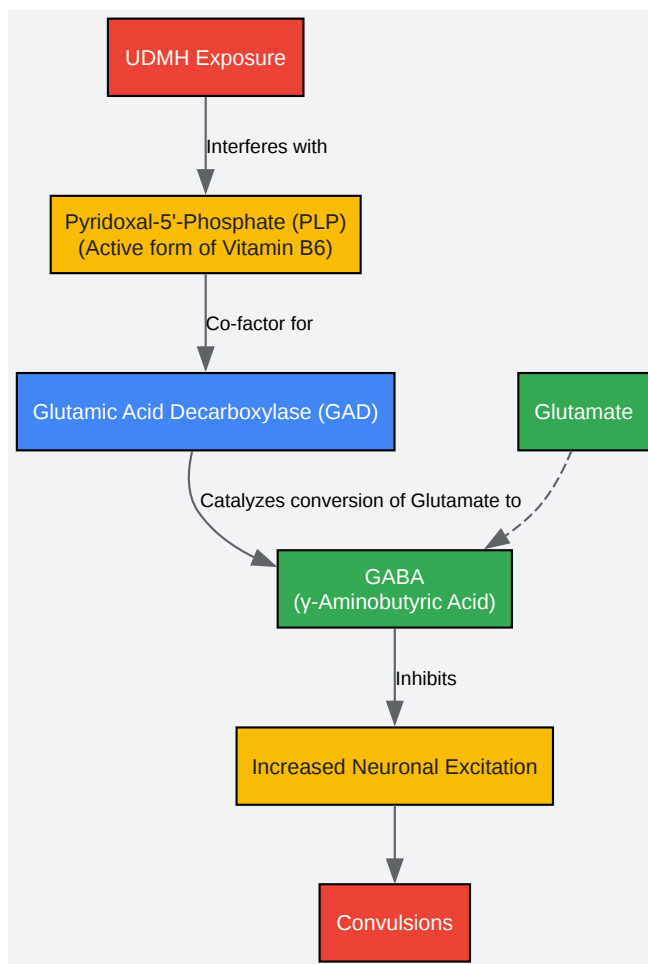 UDMH Exposure
Interferes with
Pyridoxal-5'-Phosphate (PLP)
(Active form of Vitamin B6)
Co-factor for
Glutamic Acid Decarboxylase (GAD)
Glutamate
Catalyzes conversion of Glutamate to
GABA
(γ-Aminobutyric Acid)
Inhibits
Increased Neuronal Excitation
Convulsions